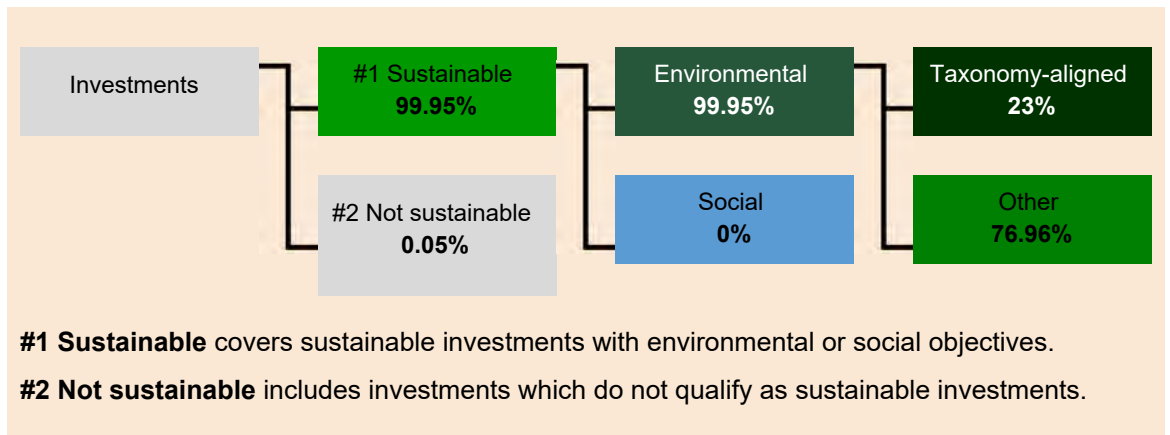 Investments
#1 Sustainable
99.95%
Environmental
99.95%
Taxonomy-aligned
23%
#2 Not sustainable
0.05%
Social
0%
Other
76.96%
#1 Sustainable covers sustainable investments with environmental or social objectives.
#2 Not sustainable includes investments which do not qualify as sustainable investments.